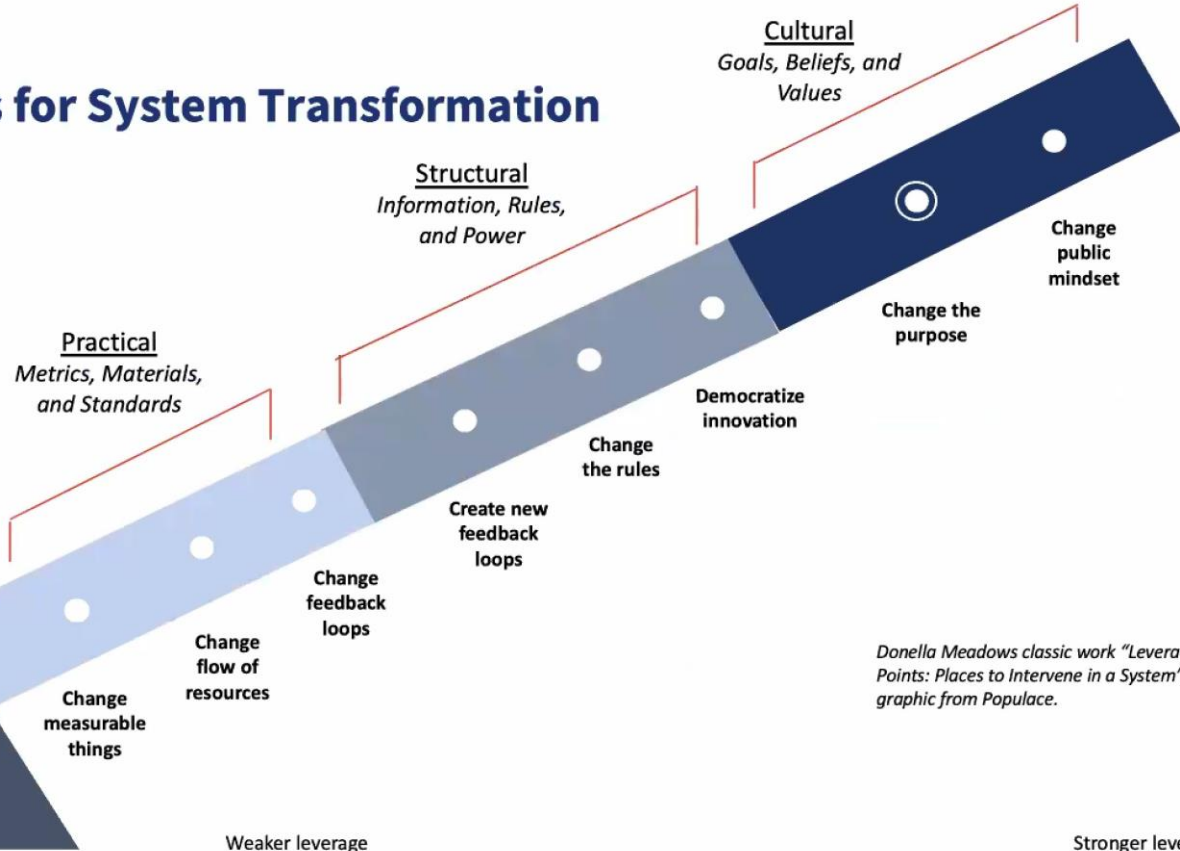 for System Transformation
Cultural
Goals, Beliefs, and
Values
Structural
Information, Rules,
and Power
Practical
Metrics, Materials,
and Standards
Change
public
mindset
Change the
purpose
Democratize
innovation
Change
the rules
Create new
feedback
loops
Change
feedback
loops
Change
flow of
resources
Change
measurable
things
Donella Meadows classic work “Levera
Points: Places to Intervene in a System”
graphic from Populace.
Weaker leverage
Stronger leve